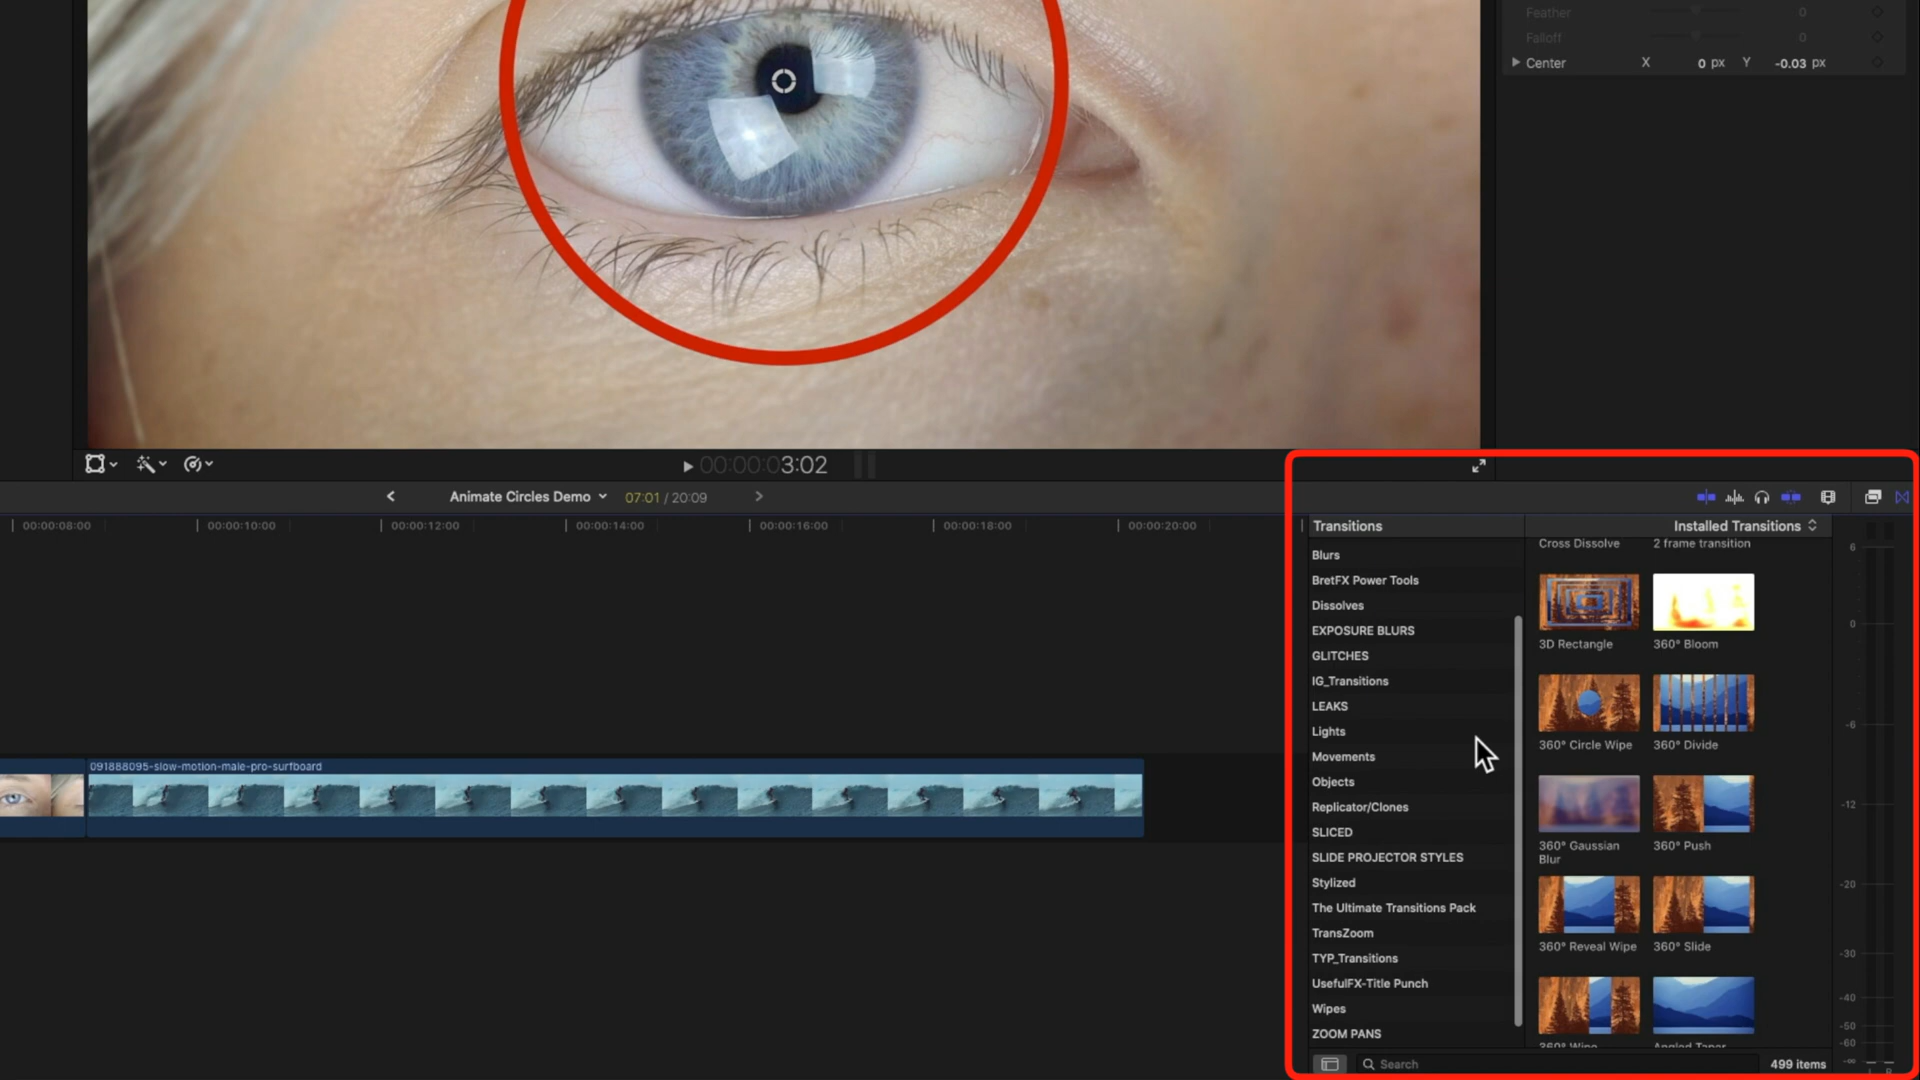 Feather 0
Falloff 0
Center X 0 px Y -0.03 px
00:00:03:02
Animate Circles Demo 07:01 / 20:09
00:00:08:00 00:00:10:00 00:00:12:00 00:00:14:00 00:00:16:00 00:00:18:00 00:00:20:00
Transitions
Installed Transitions
Blurs
BretFX Power Tools
Dissolves
EXPOSURE BLURS
GLITCHES
IG_Transitions
LEAKS
Lights
Movements
Objects
Replicator/Clones
SLICED
SLIDE PROJECTOR STYLES
Stylized
The Ultimate Transitions Pack
TransZoom
TYP_Transitions
UsefulFX-Title Punch
Wipes
ZOOM PANS
Cross Dissolve 2 frame transition
3D Rectangle 360° Bloom
360° Circle Wipe 360° Divide
360° Gaussian Blur 360° Push
360° Reveal Wipe 360° Slide
360° Wipe Angled Taper
6
0
-6
-12
-20
-30
-40
-50
-60
-∞
091888095-slow-motion-male-pro-surfboard
Search
499 items